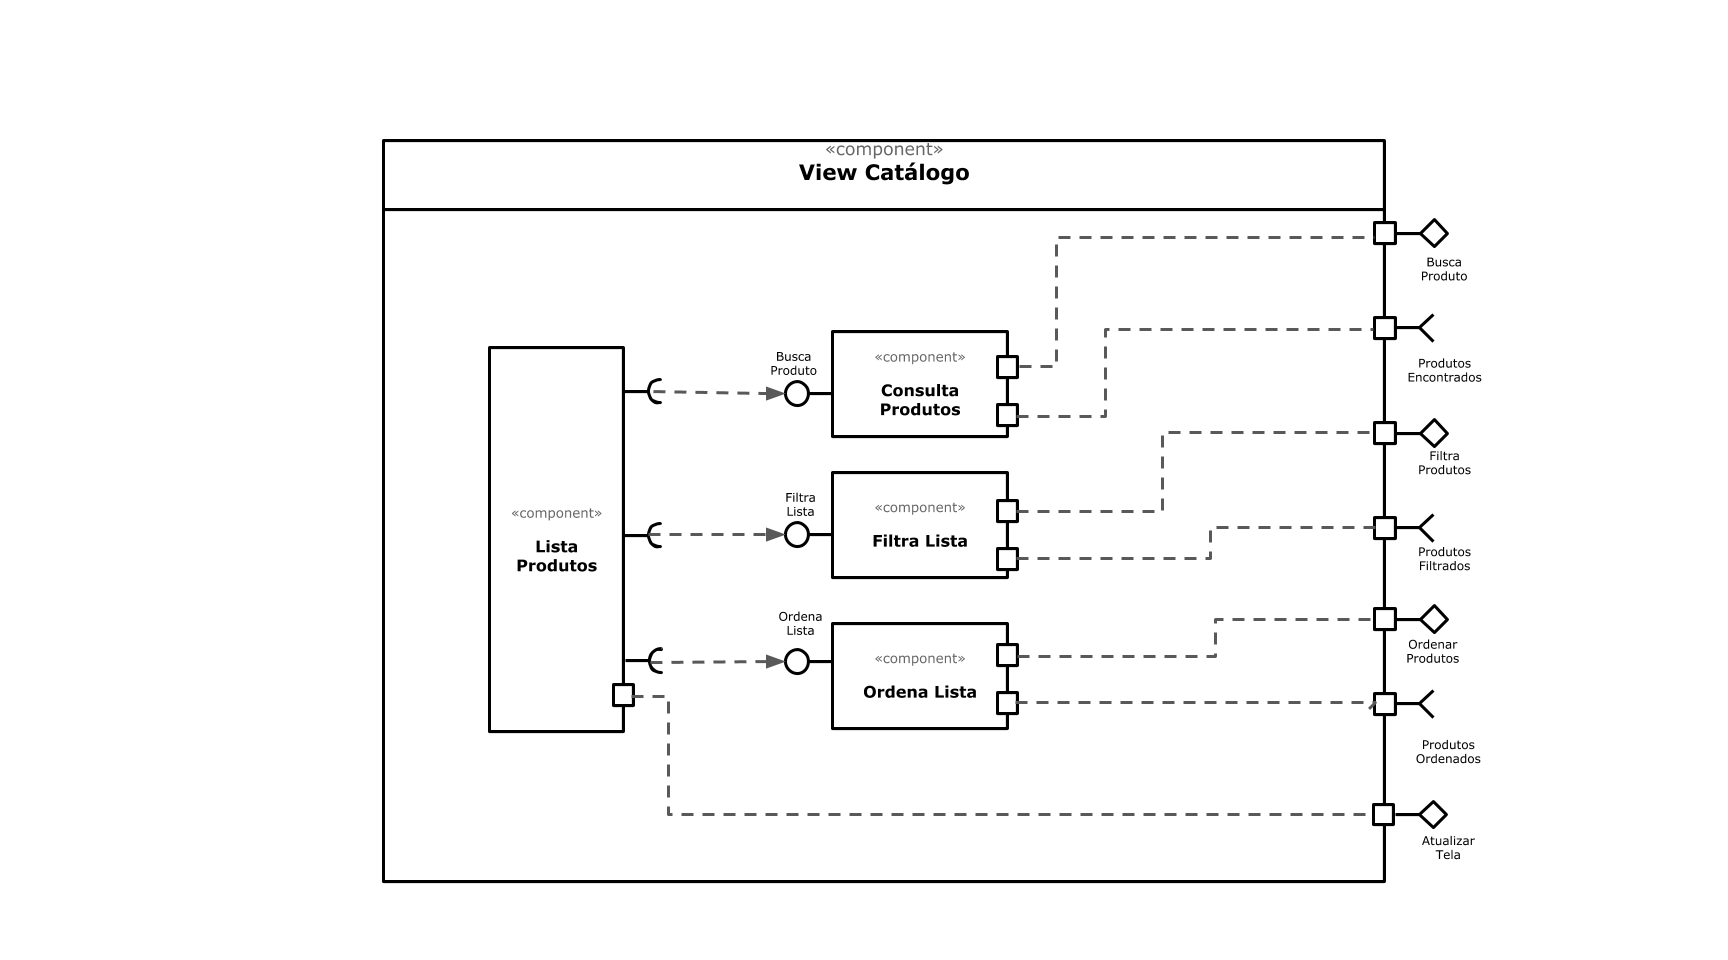 «component»
View Catálogo
Busca
Produto
Produtos
Encontrados
Busca
Produto
«component»
Consulta
Produtos
Filtra
Produtos
Filtra
Lista
«component»
Filtra Lista
«component»
Lista
Produtos
Produtos
Filtrados
Ordena
Lista
«component»
Ordena Lista
Ordenar
Produtos
Produtos
Ordenados
Atualizar
Tela